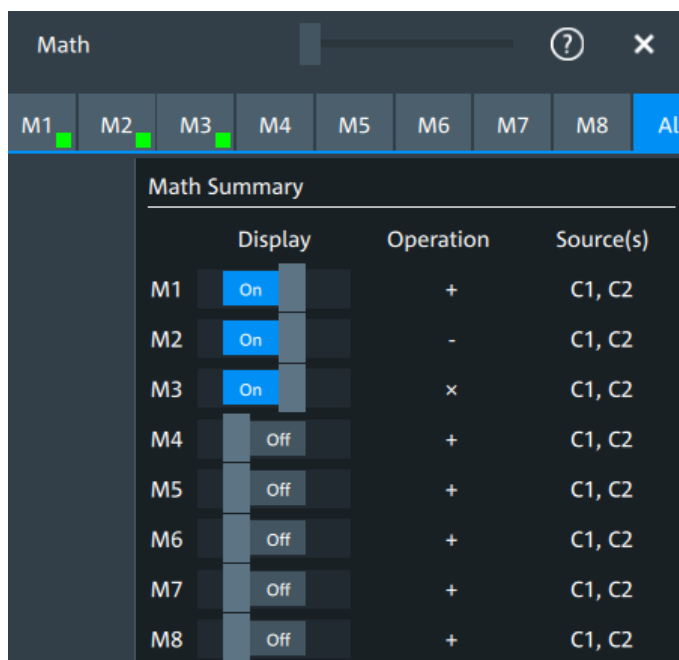 Math ?
M1 M2 M3 M4 M5 M6 M7 M8
Math Summary
Display Operation Source(s)
M1 On + C1, C2
M2 On - C1, C2
M3 On × C1, C2
M4 Off + C1, C2
M5 Off + C1, C2
M6 Off + C1, C2
M7 Off + C1, C2
M8 Off + C1, C2